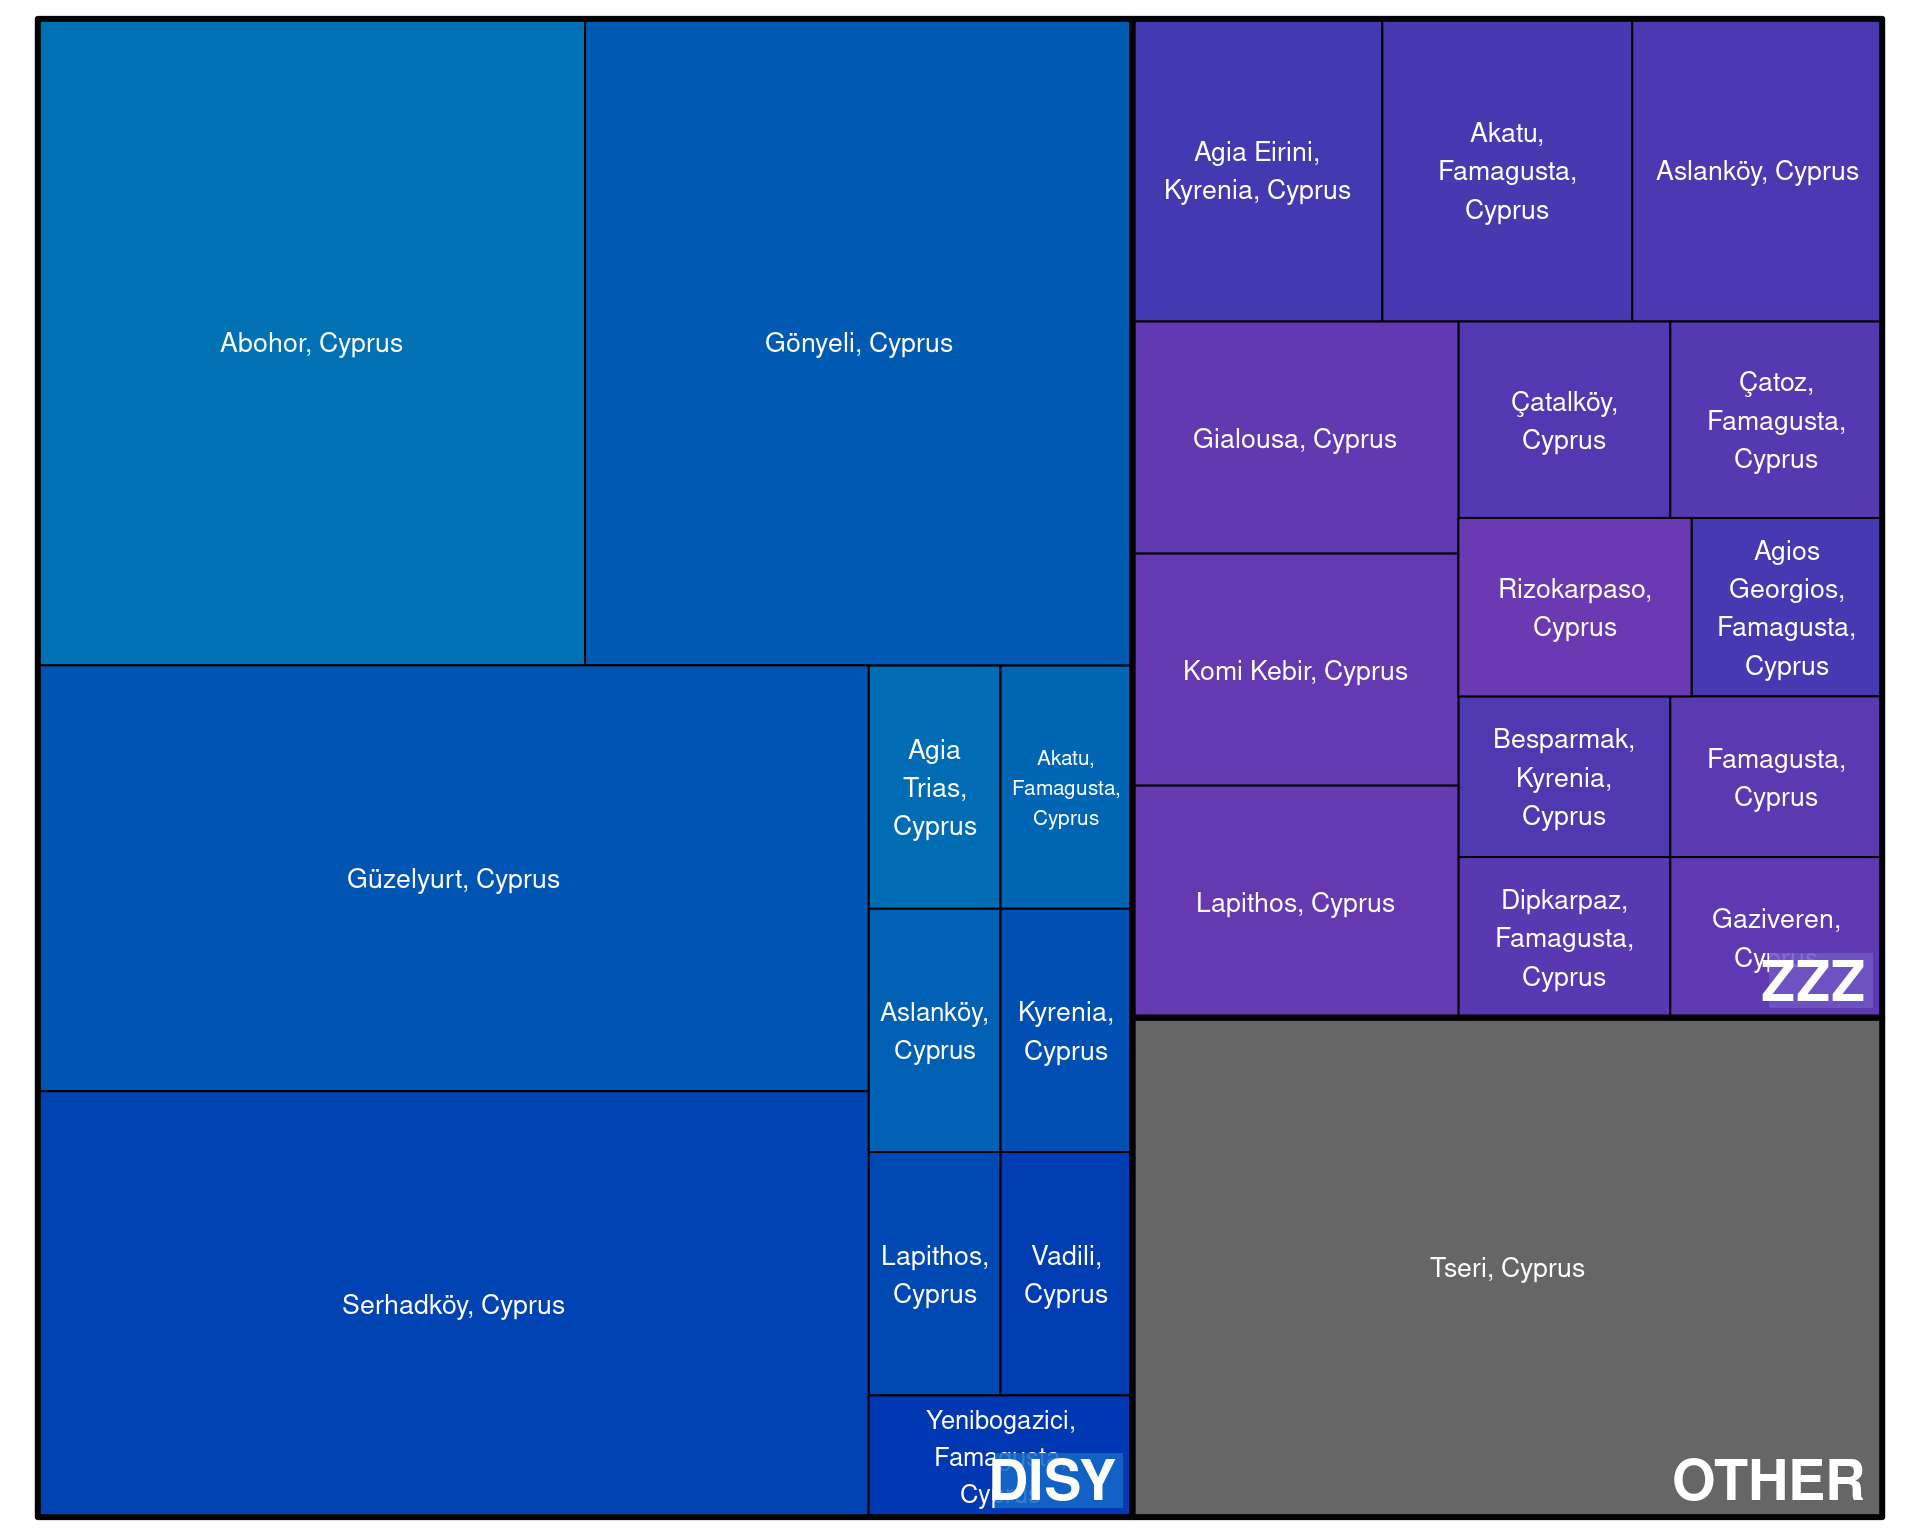 Abohor, Cyprus
Gönyeli, Cyprus
Güzelyurt, Cyprus
Serhadköy, Cyprus
Agia
Trias,
Cyprus
Akatu,
Famagusta,
Cyprus
Aslanköy,
Cyprus
Kyrenia,
Cyprus
Lapithos,
Cyprus
Vadili,
Cyprus
Yenibogazici,
Famagusta,
Cyprus
DISY
Agia Eirini,
Kyrenia, Cyprus
Akatu,
Famagusta,
Cyprus
Aslanköy, Cyprus
Gialousa, Cyprus
Komi Kebir, Cyprus
Lapithos, Cyprus
Çatalköy,
Cyprus
Çatoz,
Famagusta,
Cyprus
Rizokarpaso,
Cyprus
Agios
Georgios,
Famagusta,
Cyprus
Besparmak,
Kyrenia,
Cyprus
Famagusta,
Cyprus
Dipkarpaz,
Famagusta,
Cyprus
Gaziveren,
Cyprus
ZZZ
Tseri, Cyprus
OTHER